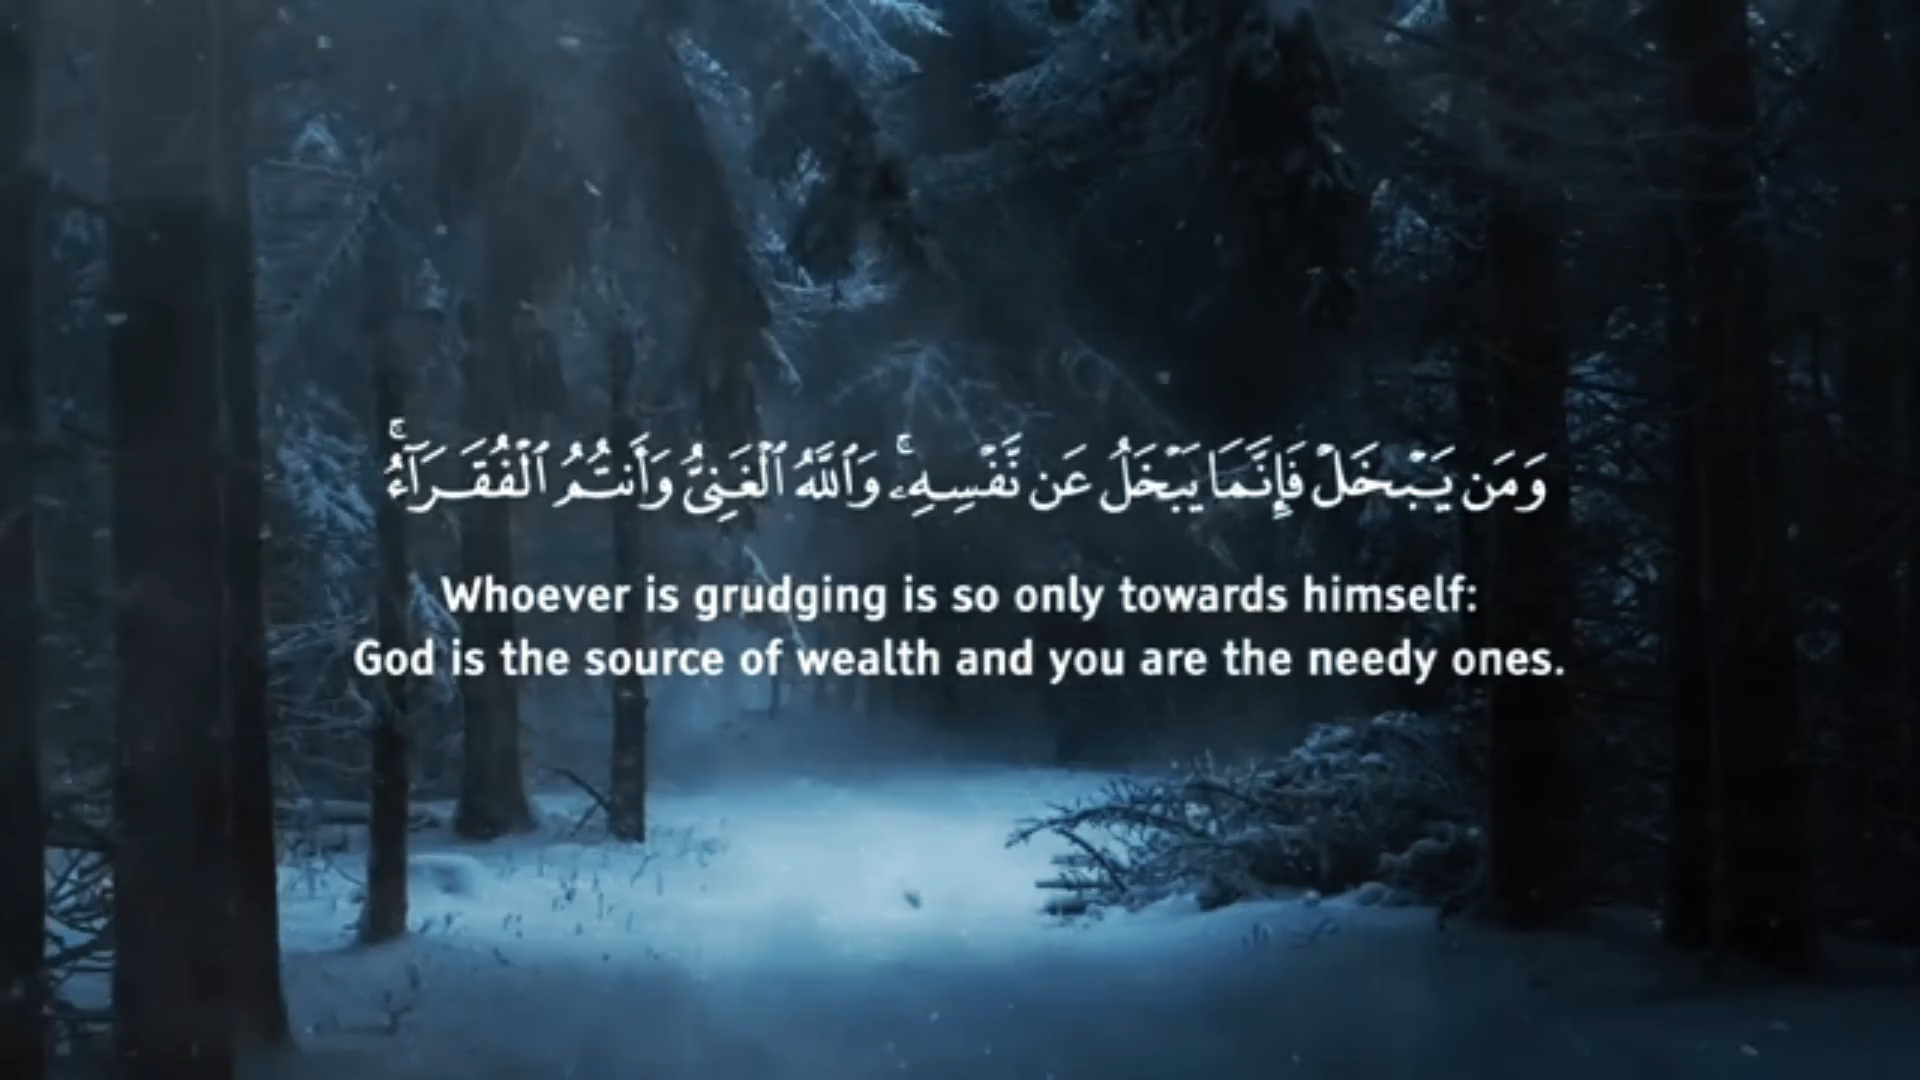 وَمَن يَبْخَلْ فَإِنَّمَا يَبْخَلُ عَن نَّفْسِهِۦۚ وَٱللَّهُ ٱلْغَنِىُّ وَأَنتُمُ ٱلْفُقَرَآءُۚ
Whoever is grudging is so only towards himself:
God is the source of wealth and you are the needy ones.